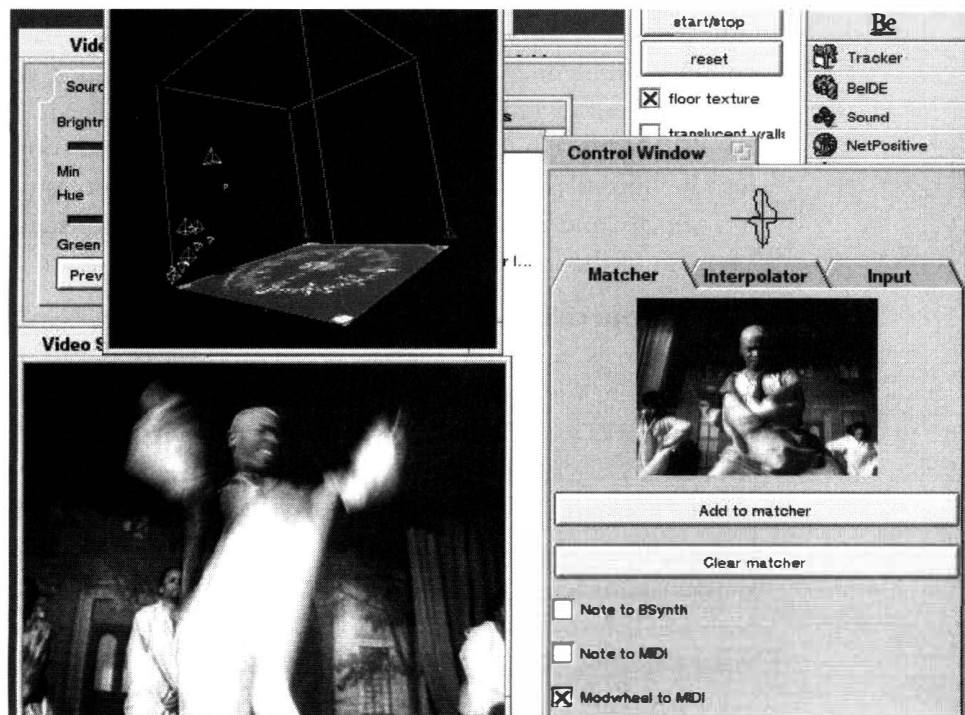 Vide
Sourc
Brightn
Min
Hue
Green
Prev
s
r l...
Video S
start/stop
reset
floor texture
translucent walls
Be
Tracker
BeIDE
Sound
NetPositive
Control Window
Matcher
Interpolator
Input
Add to matcher
Clear matcher
Note to BSynth
Note to MIDI
Modwheel to MIDI